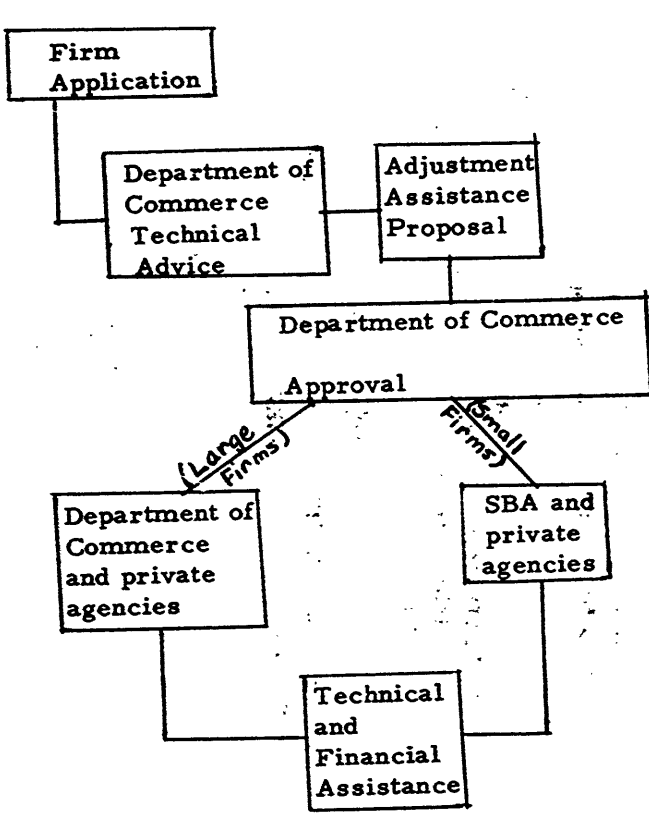 Firm
Application
Department of
Commerce
Technical
Advice
Adjustment
Assistance
Proposal
Department of Commerce
Approval
(Large
Firms)
(Small
Firms)
Department of
Commerce
and private
agencies
SBA and
private
agencies
Technical
and
Financial
Assistance